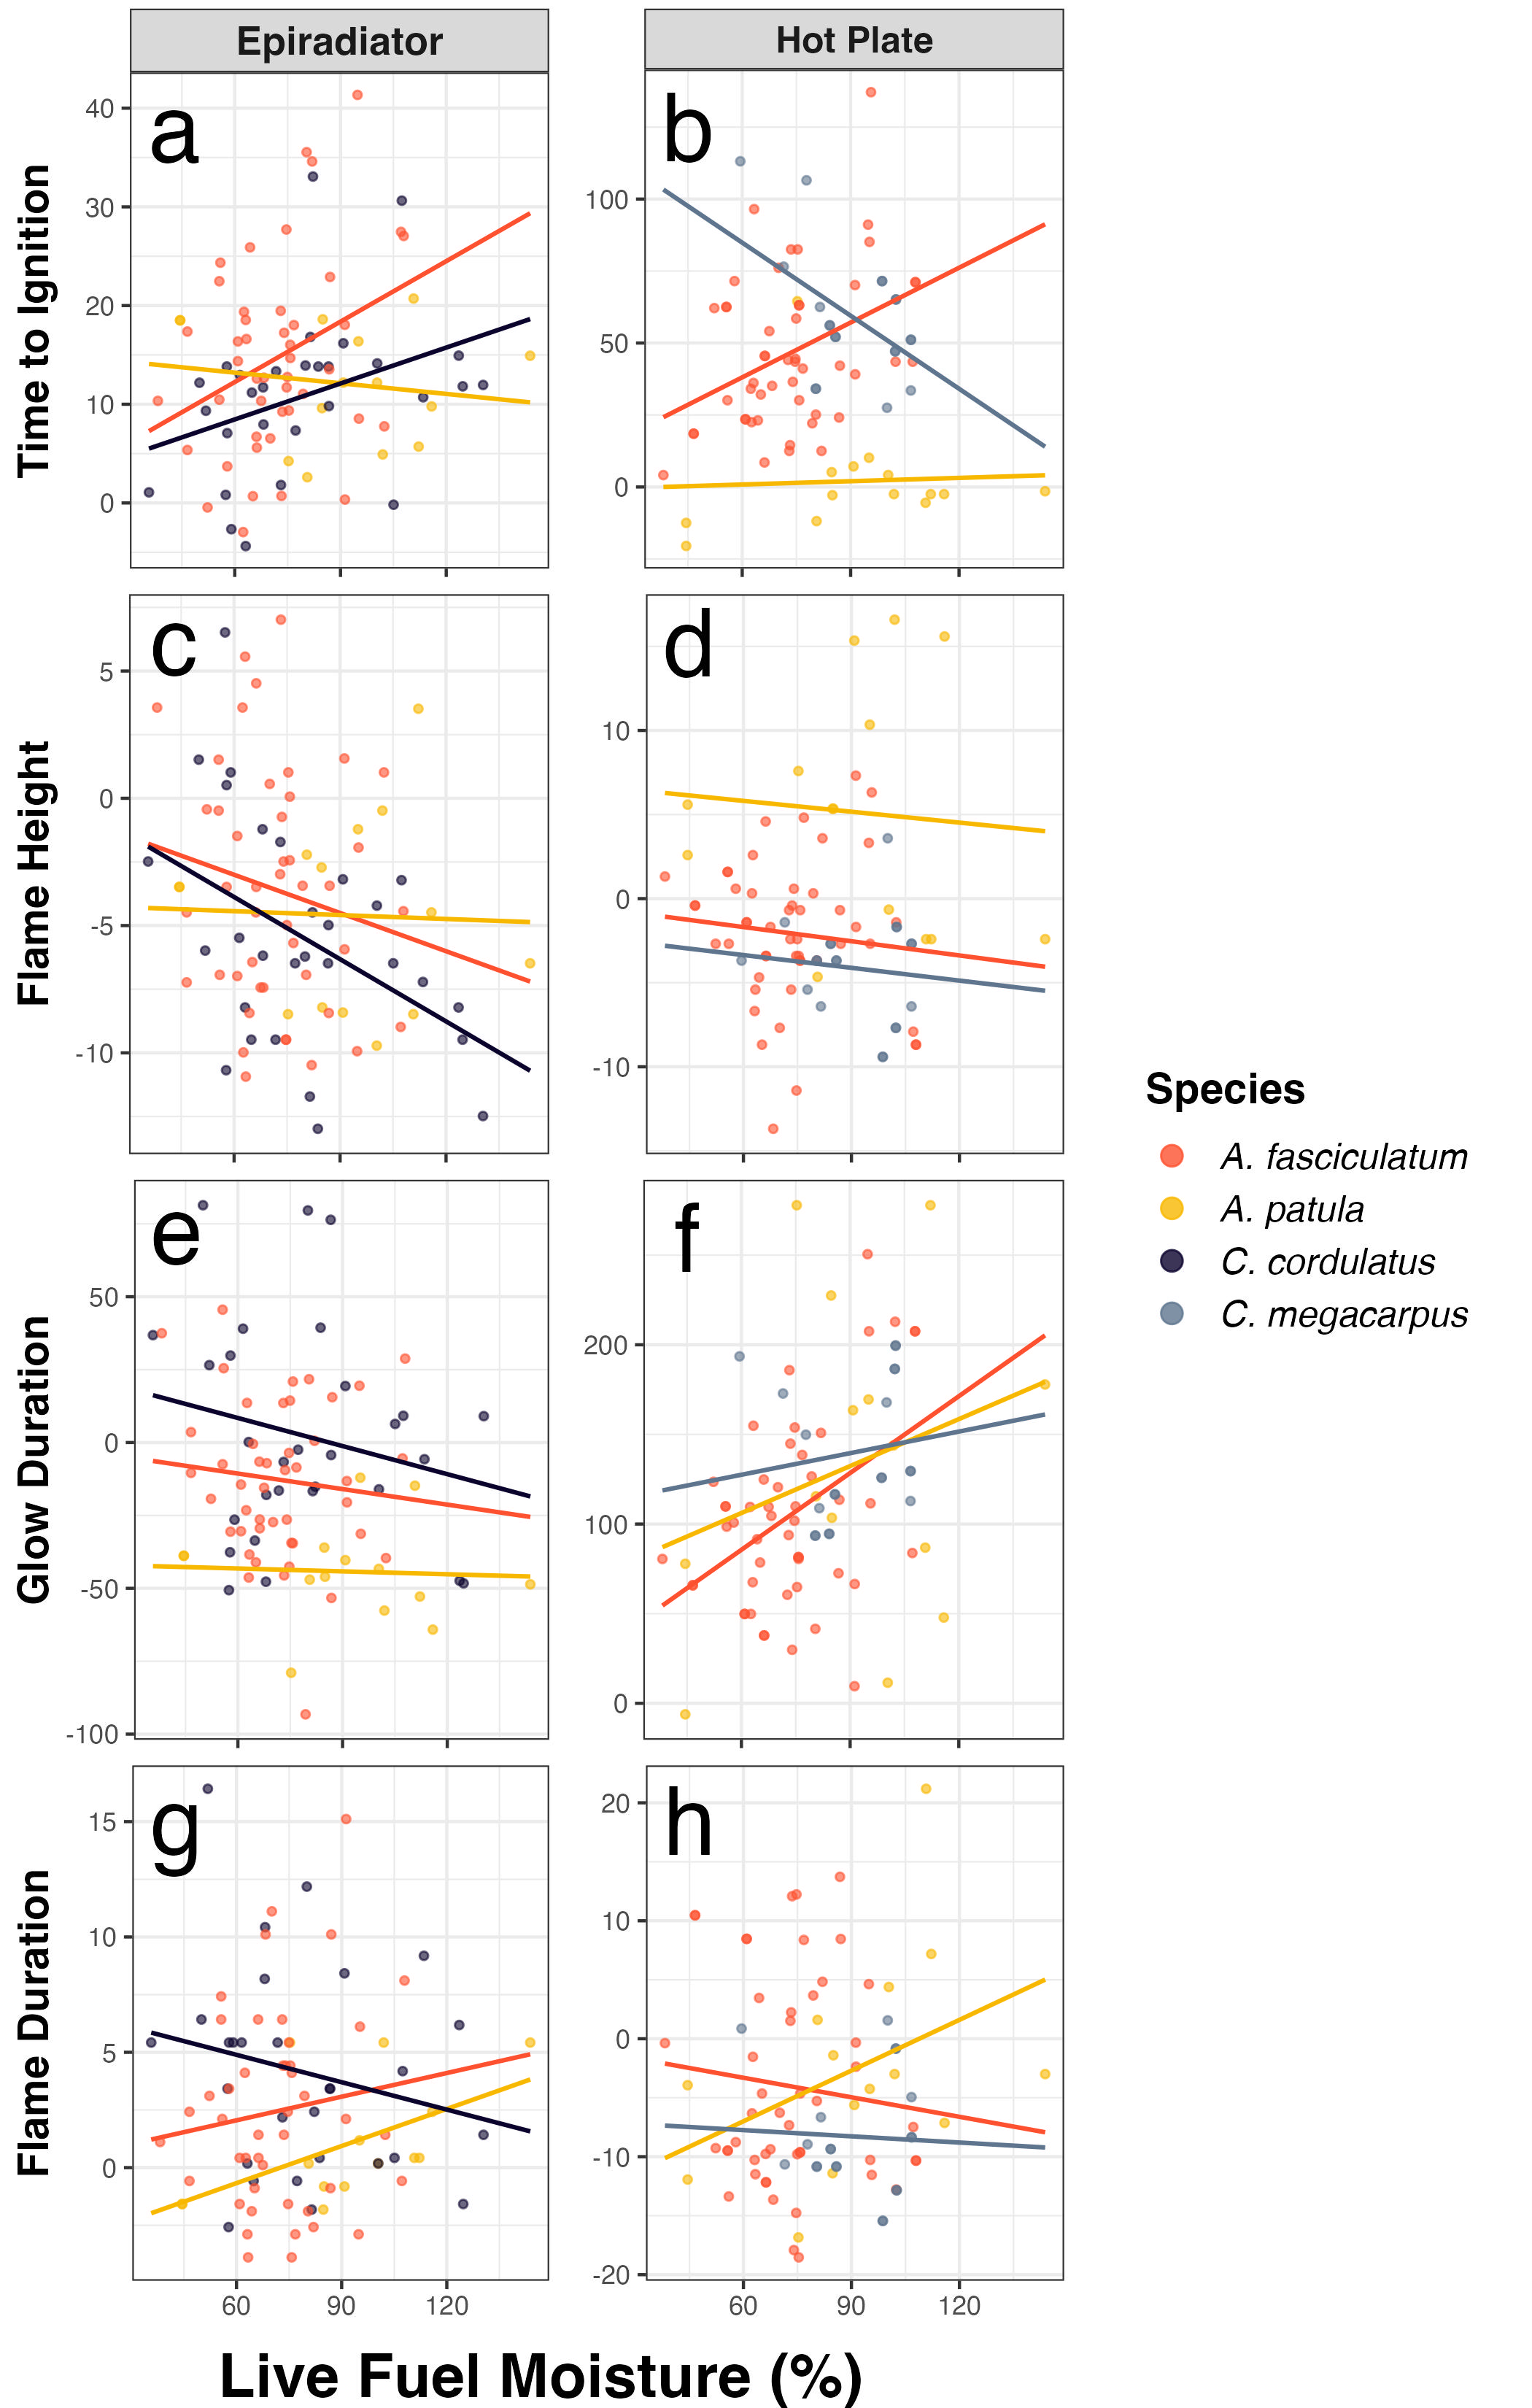 Epiradiator
Hot Plate
Time to Ignition
a
40
30
20
10
0
b
100
50
0
Flame Height
c
5
0
-5
-10
d
10
0
-10
Species
A. fasciculatum
A. patula
C. cordulatus
C. megacarpus
Glow Duration
e
50
0
-50
-100
f
200
100
0
Flame Duration
g
15
10
5
0
h
20
10
0
-10
-20
60 90 120
60 90 120
Live Fuel Moisture (%)